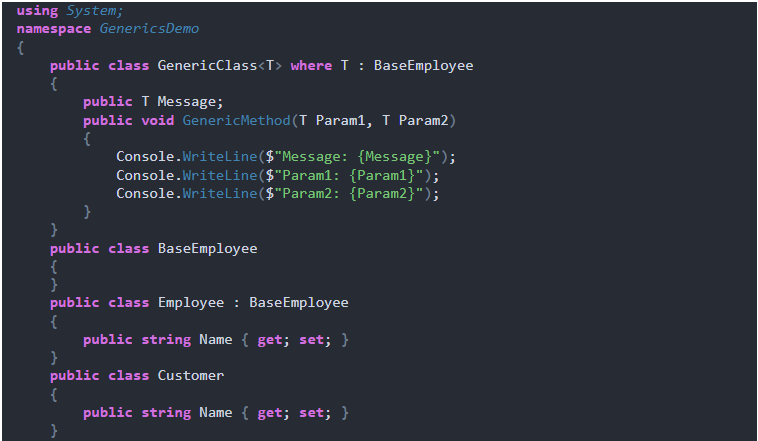 using System;
namespace GenericsDemo
{
    public class GenericClass<T> where T : BaseEmployee
    {
        public T Message;
        public void GenericMethod(T Param1, T Param2)
        {
            Console.WriteLine($"Message: {Message}");
            Console.WriteLine($"Param1: {Param1}");
            Console.WriteLine($"Param2: {Param2}");
        }
    }
    public class BaseEmployee
    {
    }
    public class Employee : BaseEmployee
    {
        public string Name { get; set; }
    }
    public class Customer
    {
        public string Name { get; set; }
    }